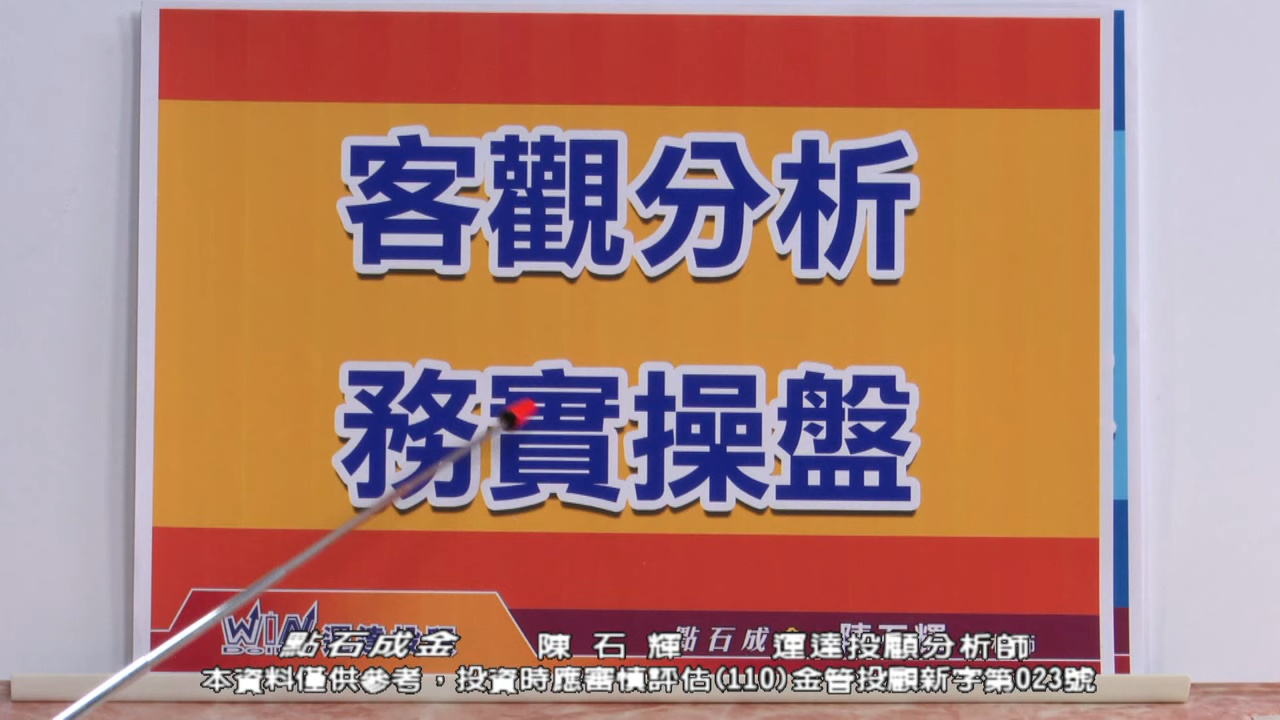 客觀分析
務實操盤
WIN
點石成金 陳石輝 運達投顧分析師
本資料僅供參考，投資時應審慎評估(110)金管投顧新字第023號